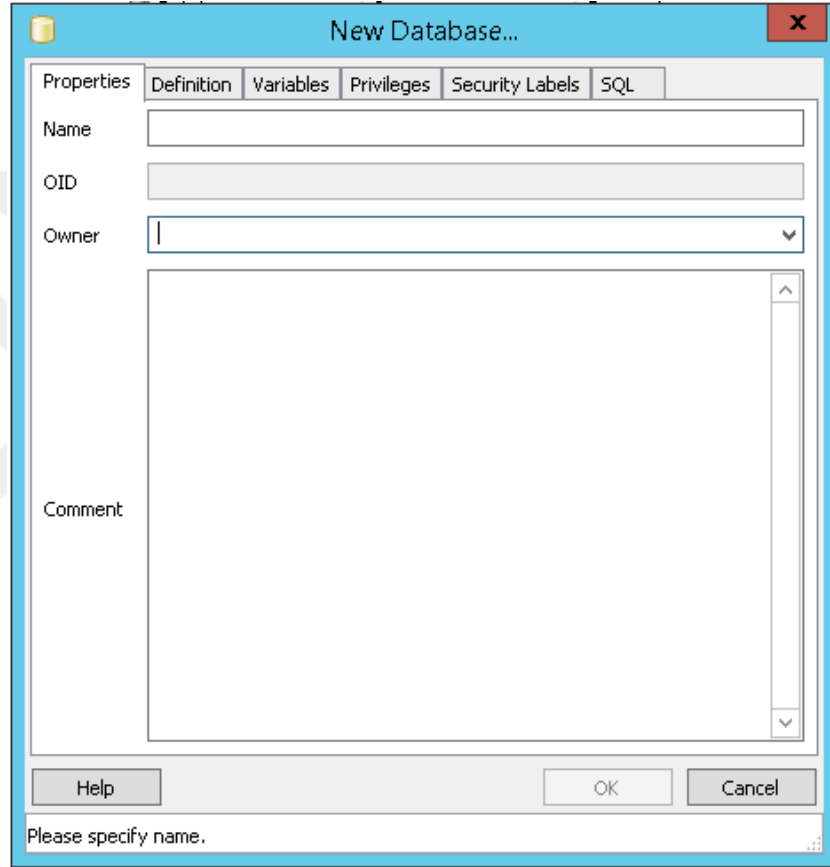 New Database...
x
Properties Definition Variables Privileges Security Labels SQL
Name
OID
Owner
Comment
Help OK Cancel
Please specify name.